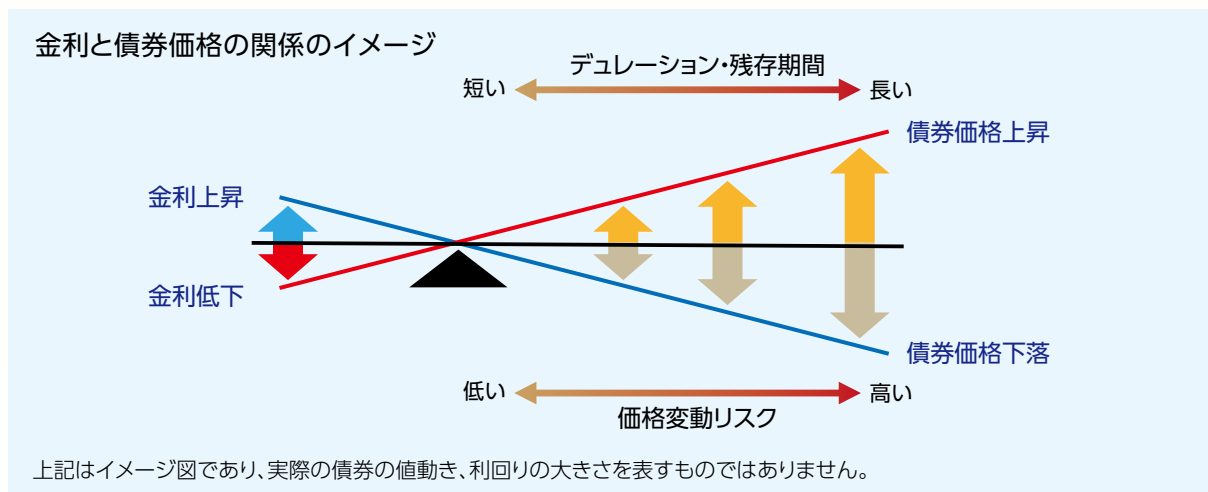 金利と債券価格の関係のイメージ
デュレーション・残存期間
短い
長い
債券価格上昇
金利上昇
金利低下
債券価格下落
低い
高い
価格変動リスク
上記はイメージ図であり、実際の債券の値動き、利回りの大きさを表すものではありません。